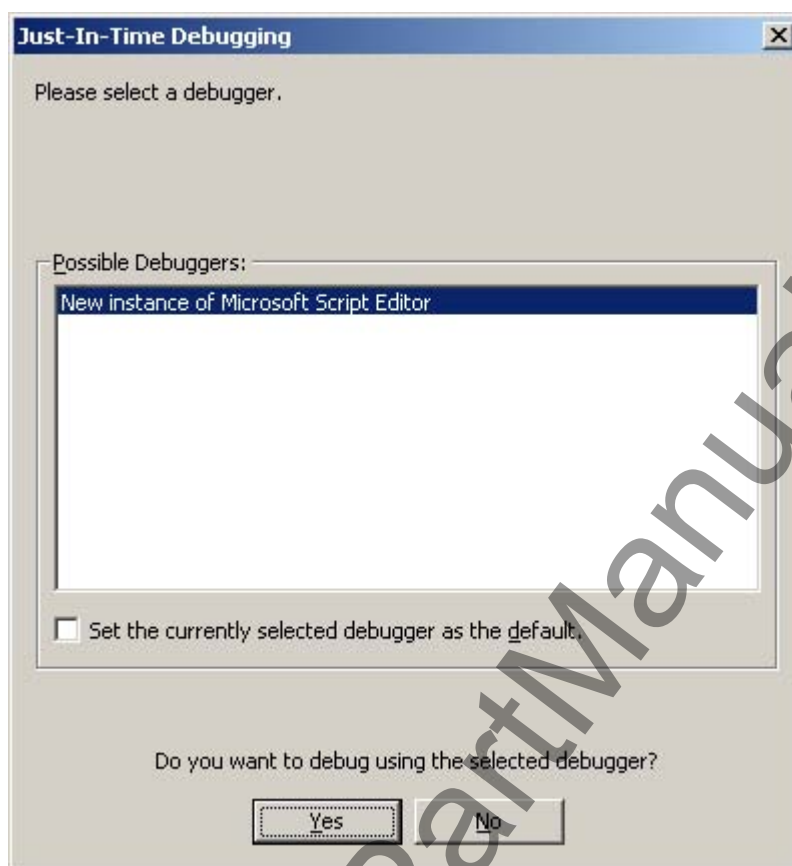 Just-In-Time Debugging
Please select a debugger.
Possible Debuggers:
New instance of Microsoft Script Editor
Set the currently selected debugger as the default.
Do you want to debug using the selected debugger?
Yes No